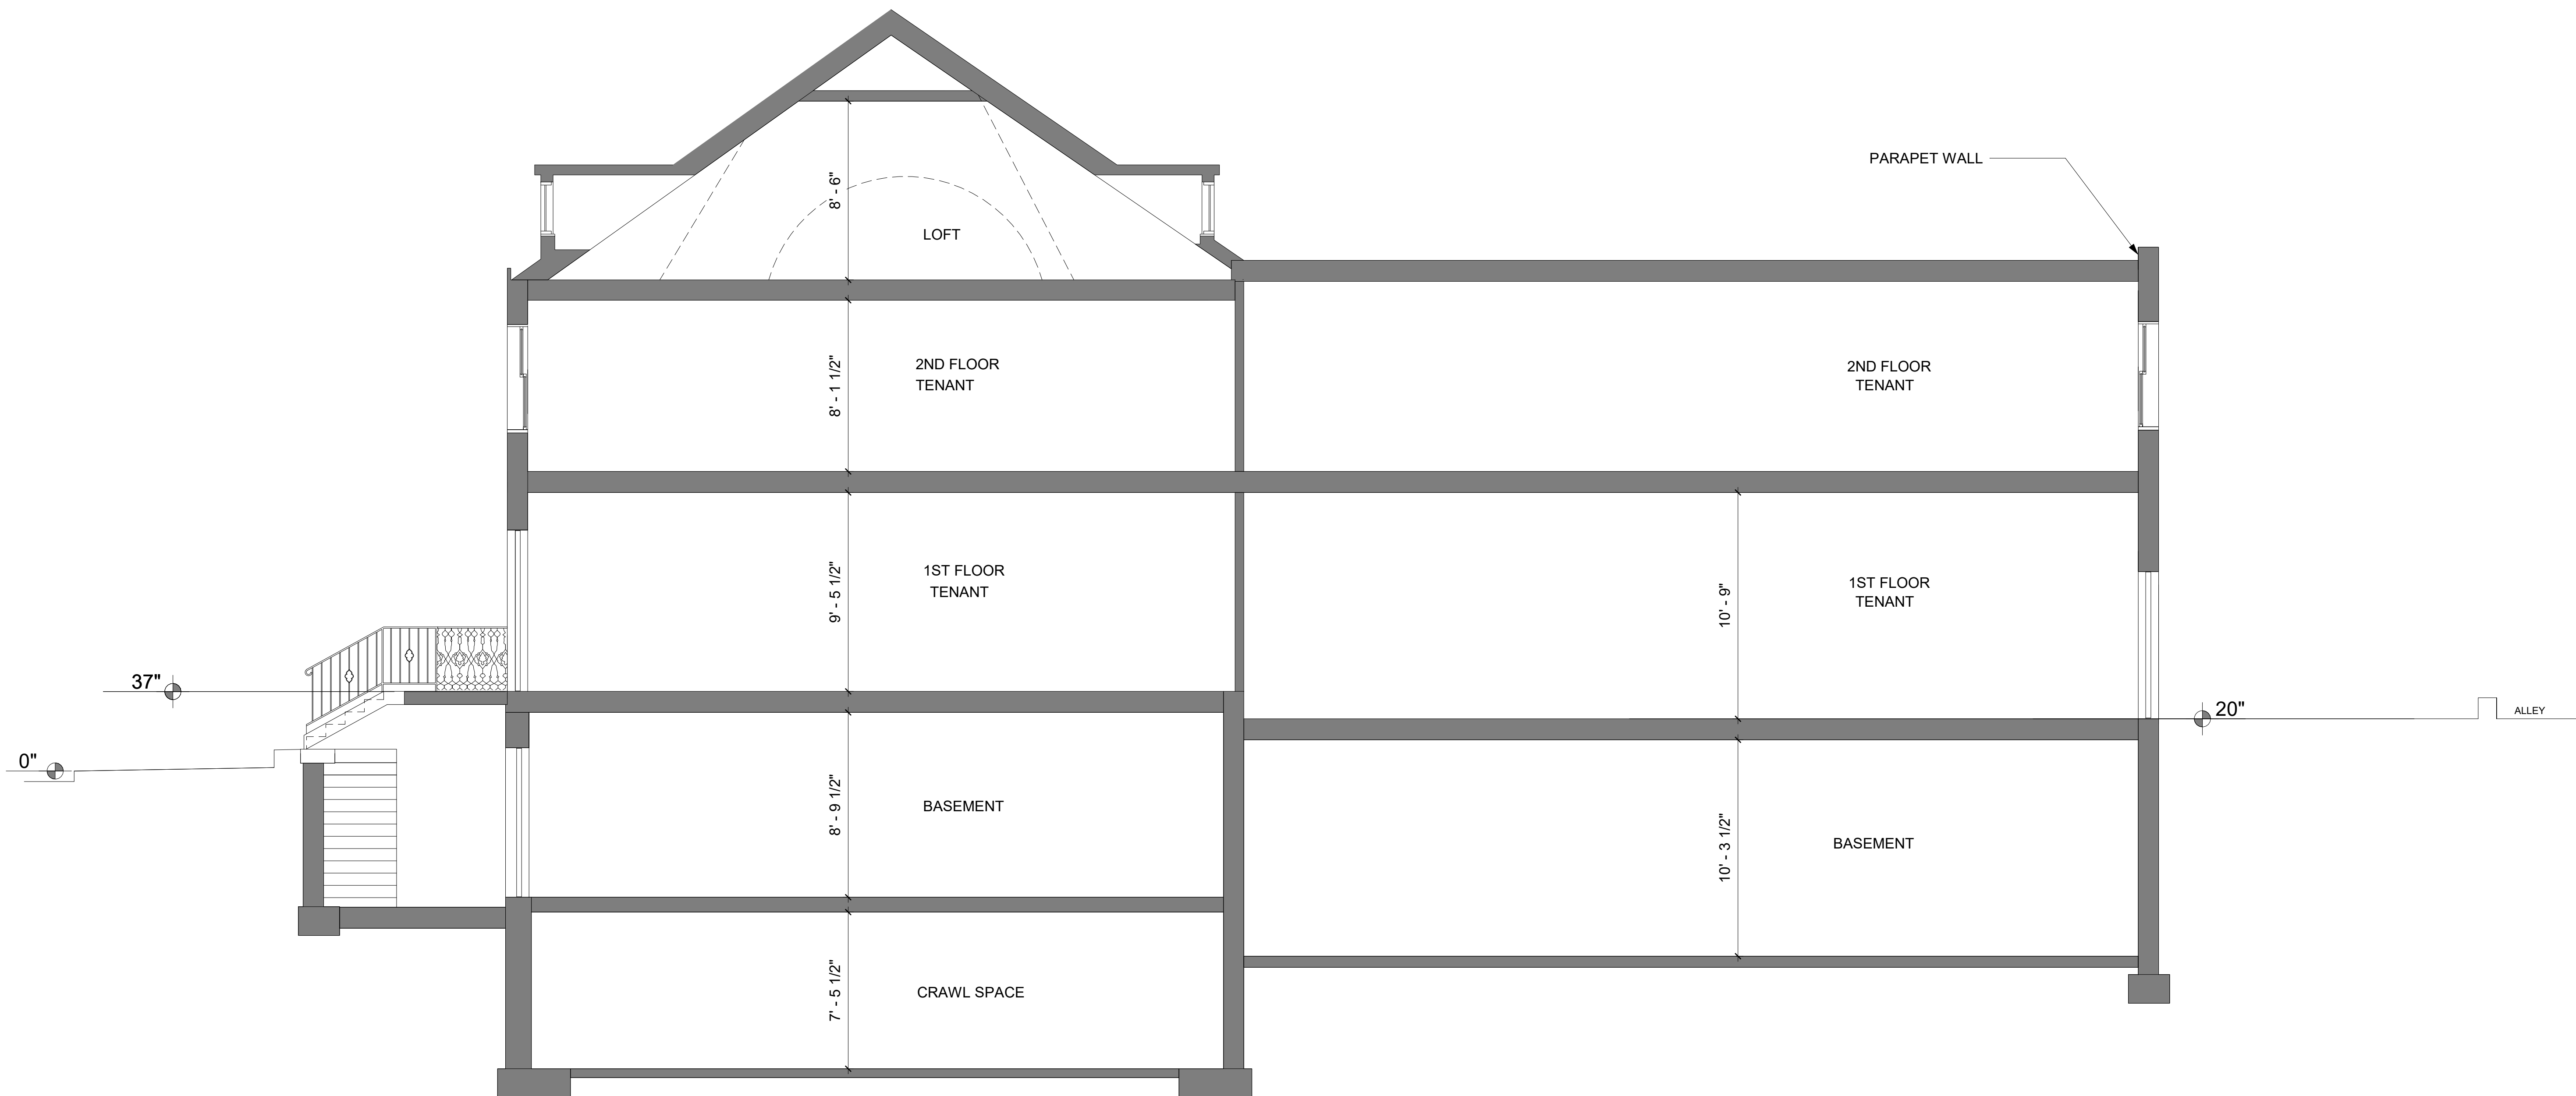 PARAPET WALL
8' - 6"
LOFT
8' - 1 1/2"
2ND FLOOR
TENANT
2ND FLOOR
TENANT
9' - 5 1/2"
1ST FLOOR
TENANT
10' - 9"
1ST FLOOR
TENANT
37"
20"
ALLEY
0"
8' - 9 1/2"
BASEMENT
10' - 3 1/2"
BASEMENT
7' - 5 1/2"
CRAWL SPACE